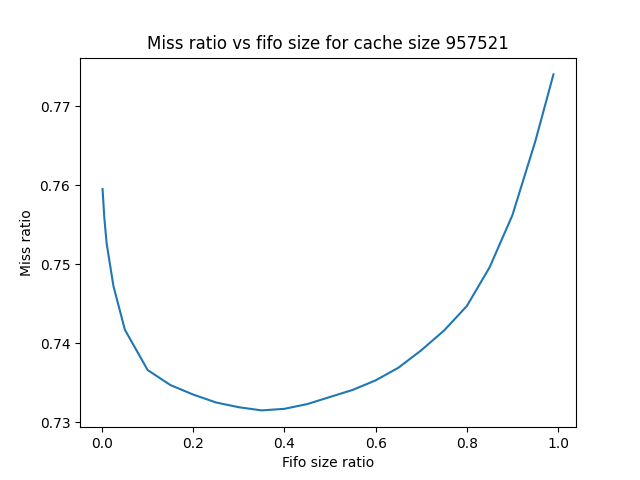 Miss ratio vs fifo size for cache size 957521
0.77
0.76
0.75
0.74
0.73
Miss ratio
0.0 0.2 0.4 0.6 0.8 1.0
Fifo size ratio